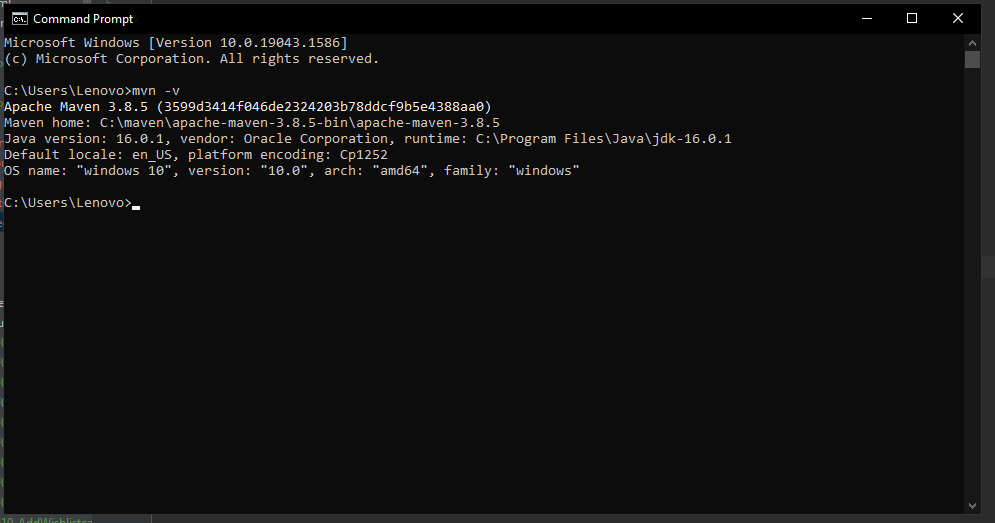 Command Prompt
Microsoft Windows [Version 10.0.19043.1586]
(c) Microsoft Corporation. All rights reserved.
C:\Users\Lenovo>mvn -v
Apache Maven 3.8.5 (3599d3414f046de2324203b78ddcf9b5e4388aa0)
Maven home: C:\maven\apache-maven-3.8.5-bin\apache-maven-3.8.5
Java version: 16.0.1, vendor: Oracle Corporation, runtime: C:\Program Files\Java\jdk-16.0.1
Default locale: en_US, platform encoding: Cp1252
OS name: "windows 10", version: "10.0", arch: "amd64", family: "windows"
C:\Users\Lenovo>